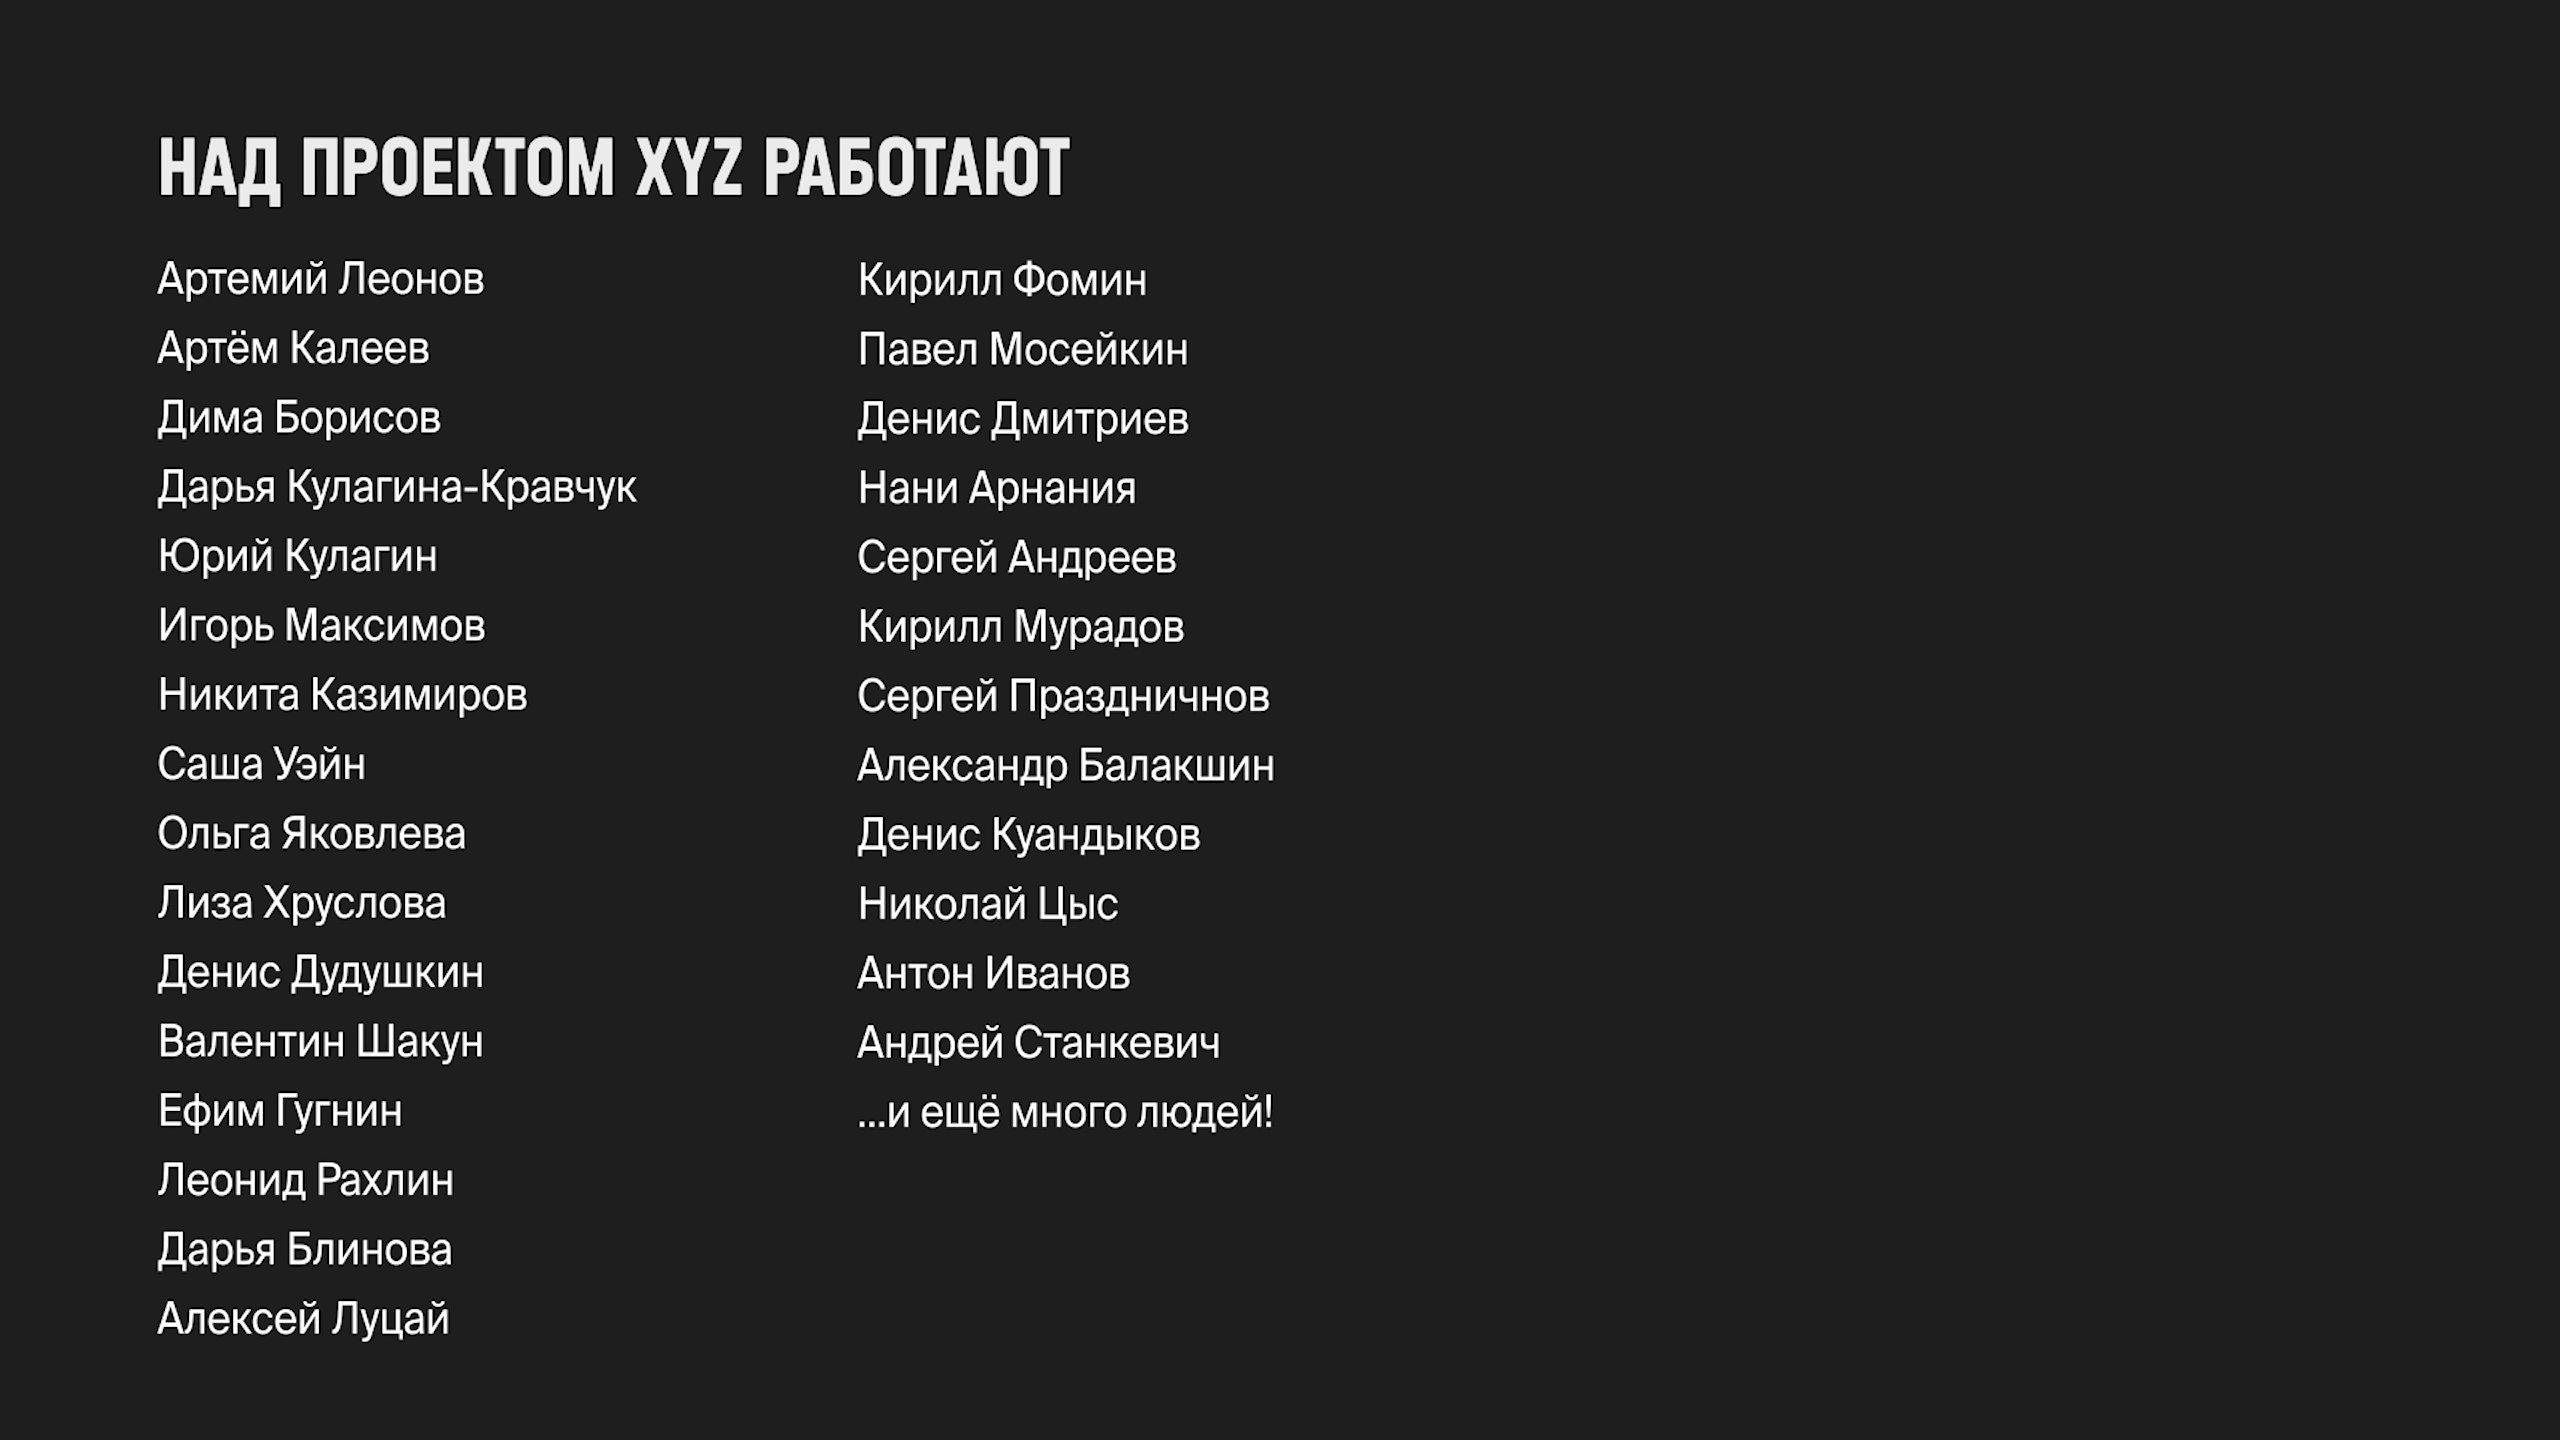 НАД ПРОЕКТОМ XYZ РАБОТАЮТ
Артемий Леонов
Артём Калеев
Дима Борисов
Дарья Кулагина-Кравчук
Юрий Кулагин
Игорь Максимов
Никита Казимиров
Саша Уэйн
Ольга Яковлева
Лиза Хруслова
Денис Дудушкин
Валентин Шакун
Ефим Гугнин
Леонид Рахлин
Дарья Блинова
Алексей Луцай
Кирилл Фомин
Павел Мосейкин
Денис Дмитриев
Нани Арнания
Сергей Андреев
Кирилл Мурадов
Сергей Праздничнов
Александр Балакшин
Денис Куандыков
Николай Цыс
Антон Иванов
Андрей Станкевич
...и ещё много людей!